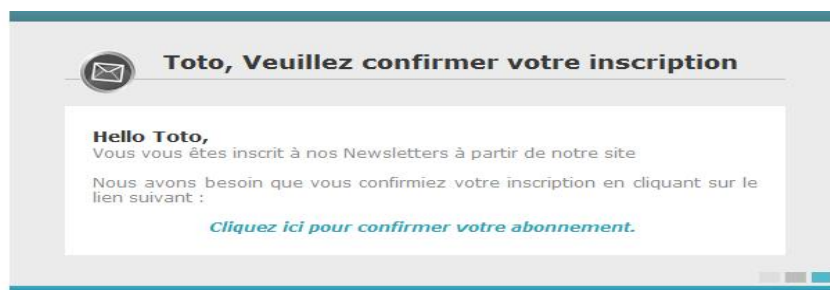 Toto, Veuillez confirmer votre inscription
Hello Toto,
Vous vous êtes inscrit à nos Newsletters à partir de notre site
Nous avons besoin que vous confirmiez votre inscription en cliquant sur le
lien suivant :
Cliquez ici pour confirmer votre abonnement.